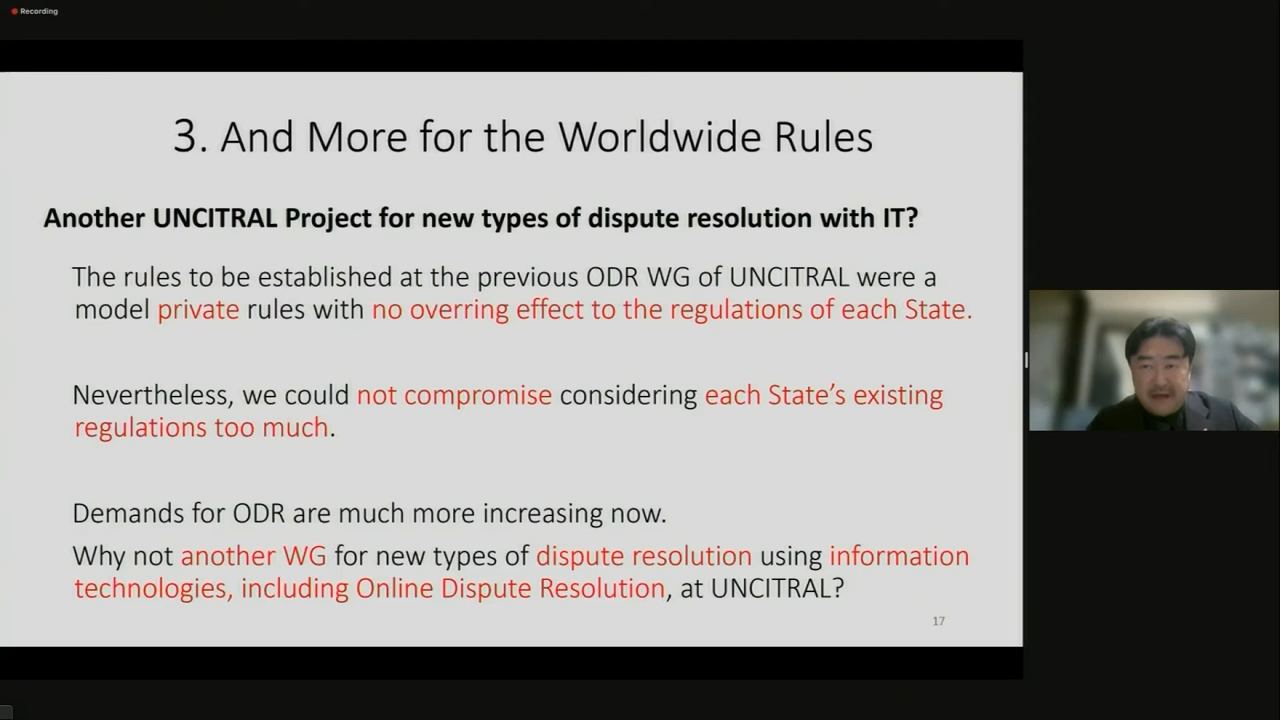 Recording
3. And More for the Worldwide Rules
Another UNCITRAL Project for new types of dispute resolution with IT?
The rules to be established at the previous ODR WG of UNCITRAL were a
model private rules with no overring effect to the regulations of each State.
Nevertheless, we could not compromise considering each State's existing
regulations too much.
Demands for ODR are much more increasing now.
Why not another WG for new types of dispute resolution using information
technologies, including Online Dispute Resolution, at UNCITRAL?
17